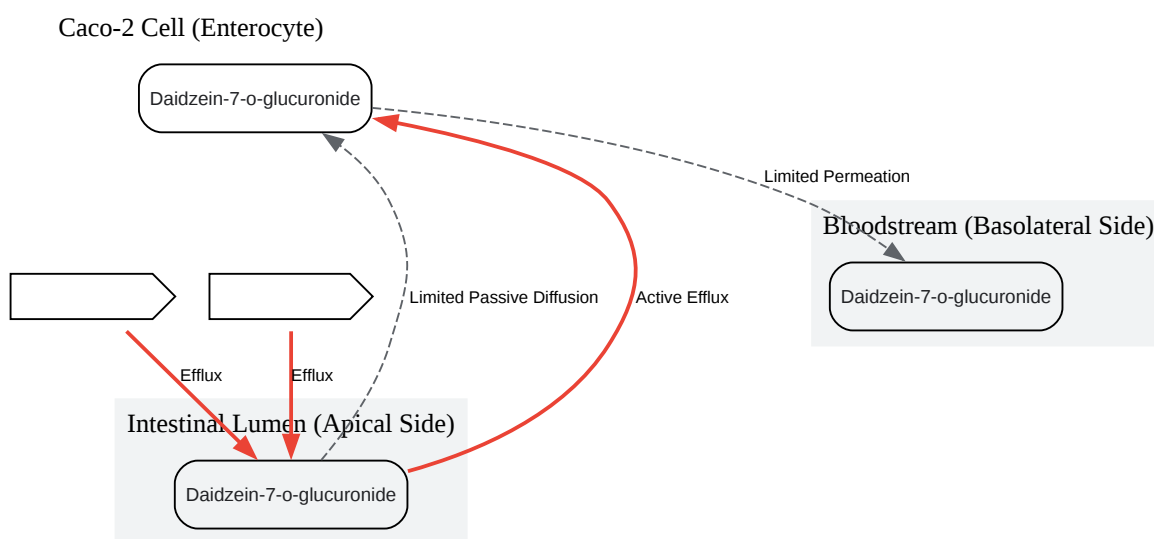 Caco-2 Cell (Enterocyte)
Daidzein-7-o-glucuronide
Limited Permeation
Bloodstream (Basolateral Side)
Daidzein-7-o-glucuronide
Limited Passive Diffusion
Active Efflux
Efflux
Efflux
Intestinal Lumen (Apical Side)
Daidzein-7-o-glucuronide